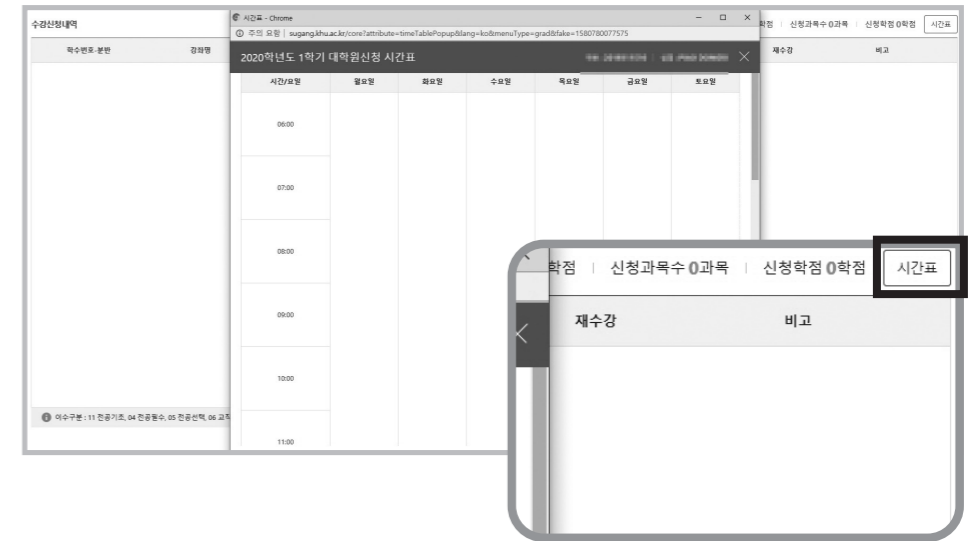 수강신청내역
학수번호-분반 강좌명
시간표 - Chrome
주의 요함 | sugang.khu.ac.kr/core?attribute=timeTablePopup&lang=ko&menuType=grad&fake=1580780077575
2020학년도 1학기 대학원신청 시간표
시간/요일 월요일 화요일 수요일 목요일 금요일 토요일
06:00
07:00
08:00
09:00
10:00
11:00
학점 | 신청과목수 0과목 | 신청학점 0학점 시간표
재수강 비고
이수구분 : 11 전공기초, 04 전공필수, 05 전공선택, 06 교직
학점 | 신청과목수 0과목 | 신청학점 0학점 시간표
재수강 비고